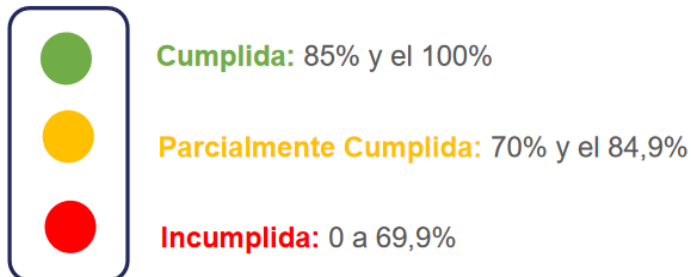 Cumplida: 85% y el 100%
Parcialmente Cumplida: 70% y el 84,9%
Incumplida: 0 a 69,9%